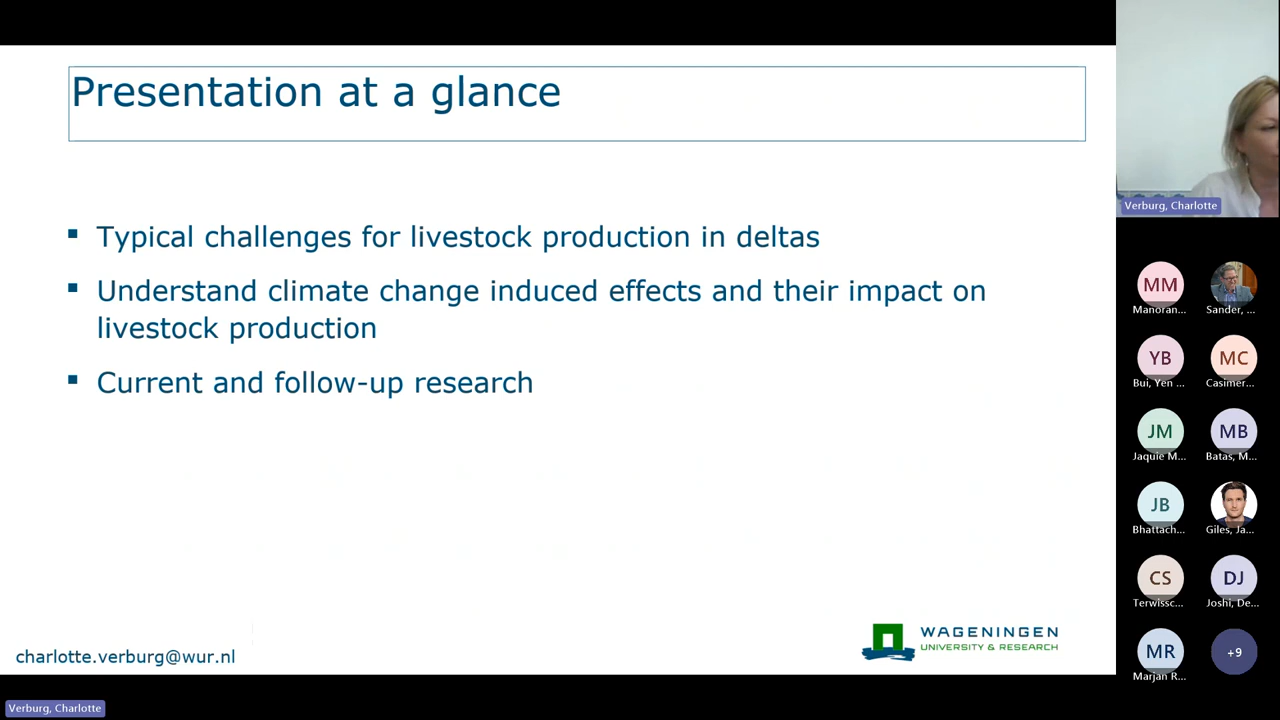 Presentation at a glance
Typical challenges for livestock production in deltas
Understand climate change induced effects and their impact on
livestock production
Current and follow-up research
charlotte.verburg@wur.nl
WAGENINGEN
UNIVERSITY & RESEARCH
Verburg, Charlotte
Verburg, Charlotte
MM
Manoran...
Sander, ...
YB
Bui, Yen ...
MC
Casimer...
JM
Jaquie M...
MB
Batas, M...
JB
Bhattach...
Giles, Ja...
CS
Terwissc...
DJ
Joshi, De...
MR
Marjan R...
+9